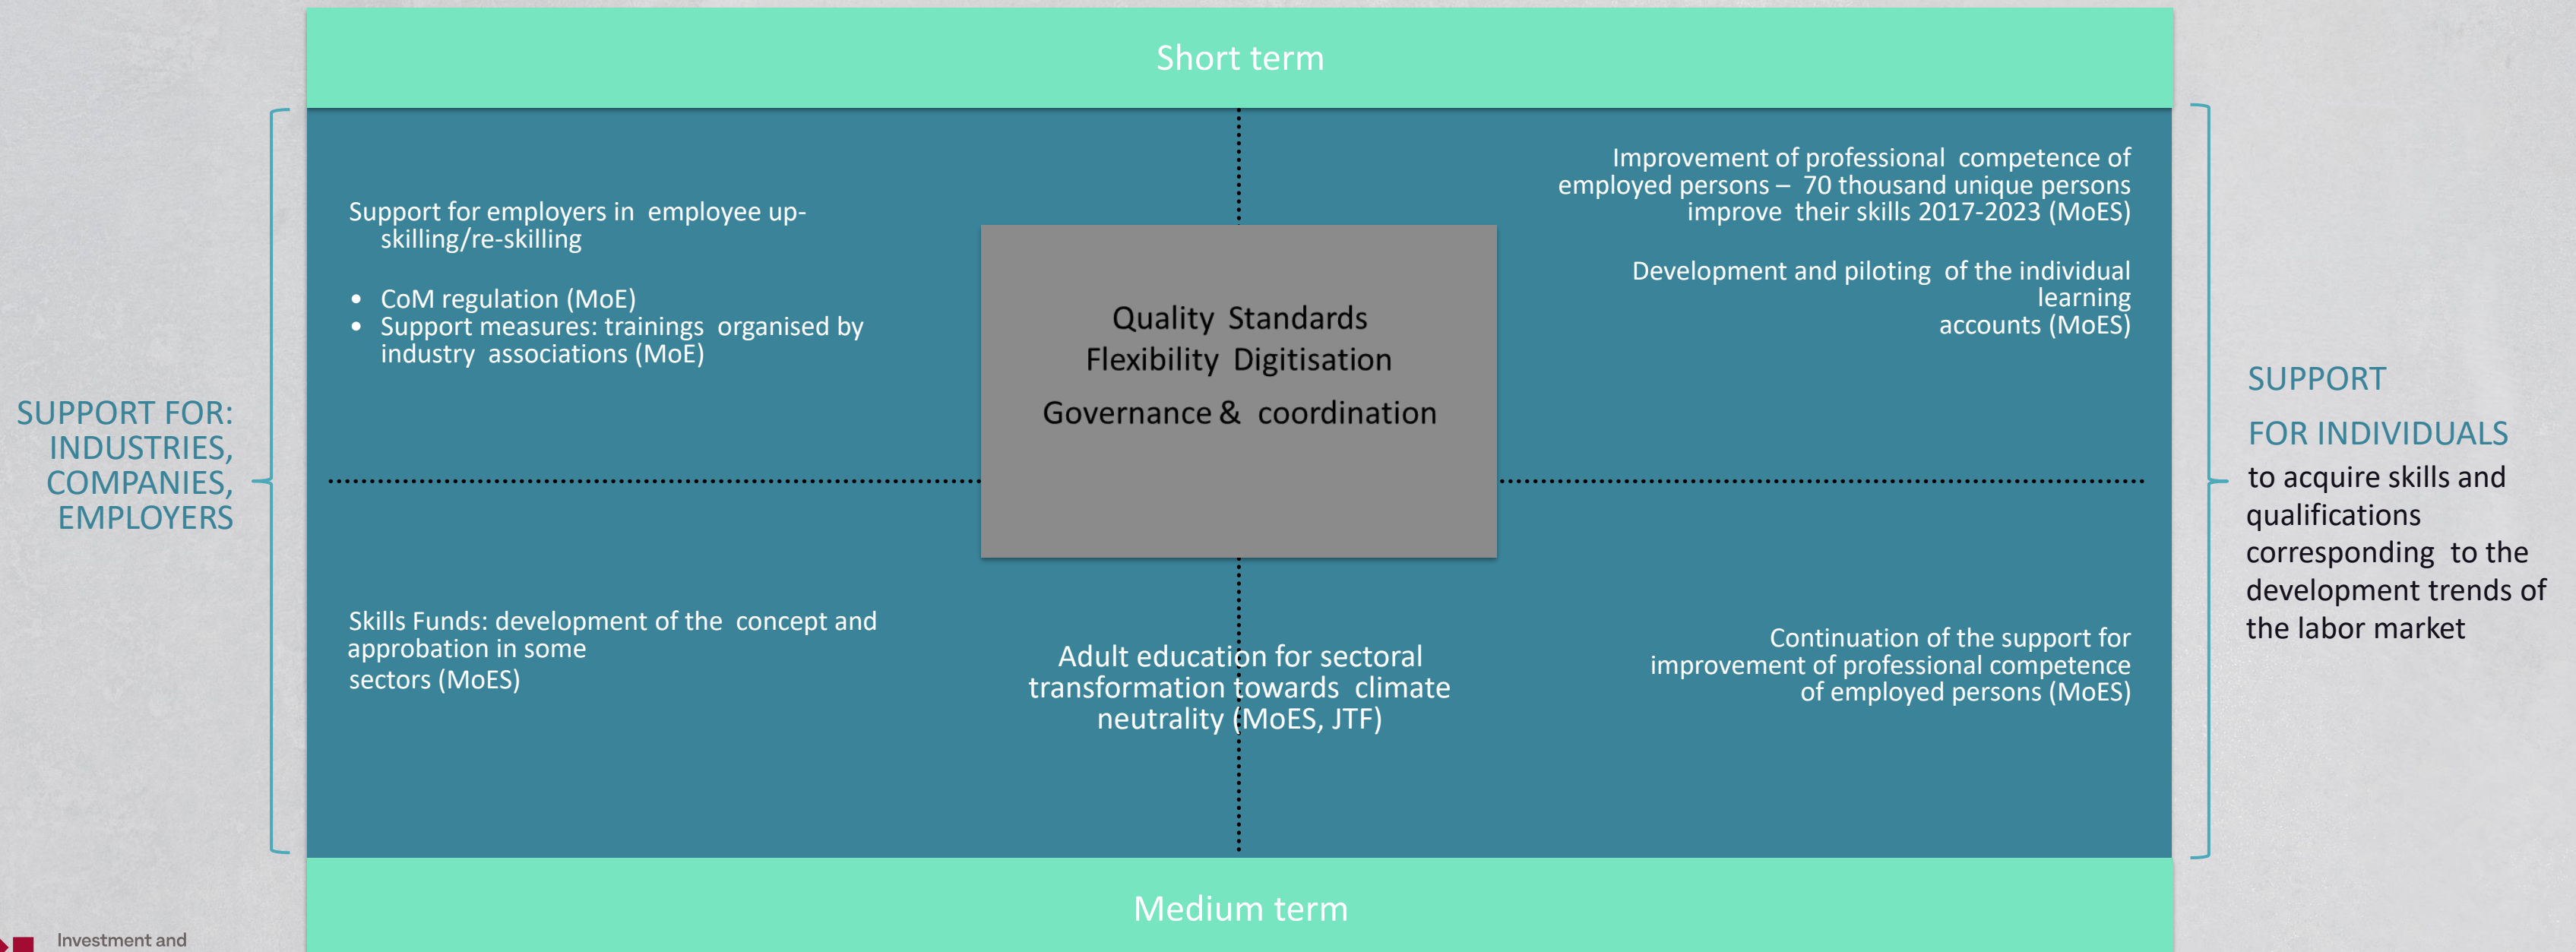 Short term
SUPPORT FOR:
INDUSTRIES,
COMPANIES,
EMPLOYERS
Support for employers in employee up-
skilling/re-skilling
• CoM regulation (MoE)
• Support measures: trainings organised by
industry associations (MoE)
Quality Standards
Flexibility Digitisation
Governance & coordination
Improvement of professional competence of
employed persons – 70 thousand unique persons
improve their skills 2017-2023 (MoES)
Development and piloting of the individual
learning
accounts (MoES)
Skills Funds: development of the concept and
approbation in some
sectors (MoES)
Adult education for sectoral
transformation towards climate
neutrality (MoES, JTF)
Continuation of the support for
improvement of professional competence
of employed persons (MoES)
SUPPORT
FOR INDIVIDUALS
to acquire skills and
qualifications
corresponding to the
development trends of
the labor market
Medium term
Investment and